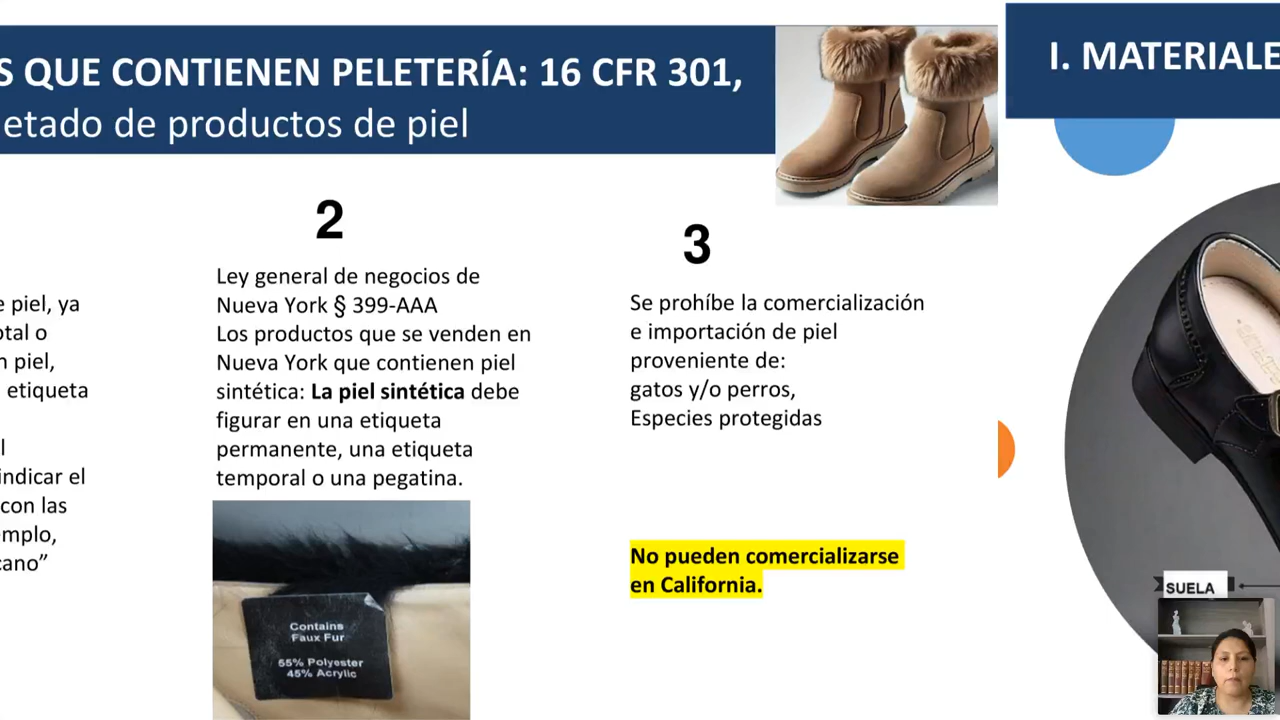 S QUE CONTIENEN PELETERÍA: 16 CFR 301,
etado de productos de piel
I. MATERIALE
e piel, ya
otal o
n piel,
etiqueta
l
indicar el
con las
emplo,
cano”
2
Ley general de negocios de
Nueva York § 399-AAA
Los productos que se venden en
Nueva York que contienen piel
sintética: La piel sintética debe
figurar en una etiqueta
permanente, una etiqueta
temporal o una pegatina.
Contains
Faux Fur
55% Polyester
45% Acrylic
3
Se prohíbe la comercialización
e importación de piel
proveniente de:
gatos y/o perros,
Especies protegidas
No pueden comercializarse
en California.
SUELA